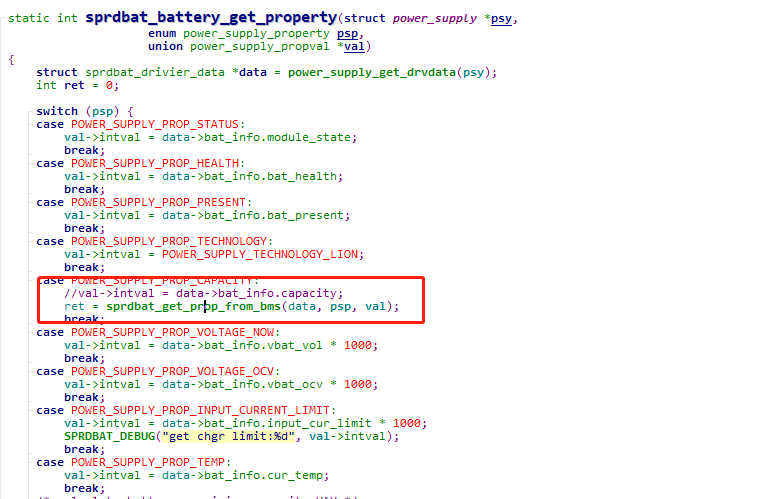 static int sprdbat_battery_get_property(struct power_supply *psy,
enum power_supply_property psp,
union power_supply_propval *val)
{
struct sprdbat_drivier_data *data = power_supply_get_drvdata(psy);
int ret = 0;
switch (psp) {
case POWER_SUPPLY_PROP_STATUS:
val->intval = data->bat_info.module_state;
break;
case POWER_SUPPLY_PROP_HEALTH:
val->intval = data->bat_info.bat_health;
break;
case POWER_SUPPLY_PROP_PRESENT:
val->intval = data->bat_info.bat_present;
break;
case POWER_SUPPLY_PROP_TECHNOLOGY:
val->intval = POWER_SUPPLY_TECHNOLOGY_LION;
break;
case POWER_SUPPLY_PROP_CAPACITY:
//val->intval = data->bat_info.capacity;
ret = sprdbat_get_prop_from_bms(data, psp, val);
break;
case POWER_SUPPLY_PROP_VOLTAGE_NOW:
val->intval = data->bat_info.vbat_vol * 1000;
break;
case POWER_SUPPLY_PROP_VOLTAGE_OCV:
val->intval = data->bat_info.vbat_ocv * 1000;
break;
case POWER_SUPPLY_PROP_INPUT_CURRENT_LIMIT:
val->intval = data->bat_info.input_cur_limit * 1000;
SPRDBAT_DEBUG("get chgr limit:%d", val->intval);
break;
case POWER_SUPPLY_PROP_TEMP:
val->intval = data->bat_info.cur_temp;
break;